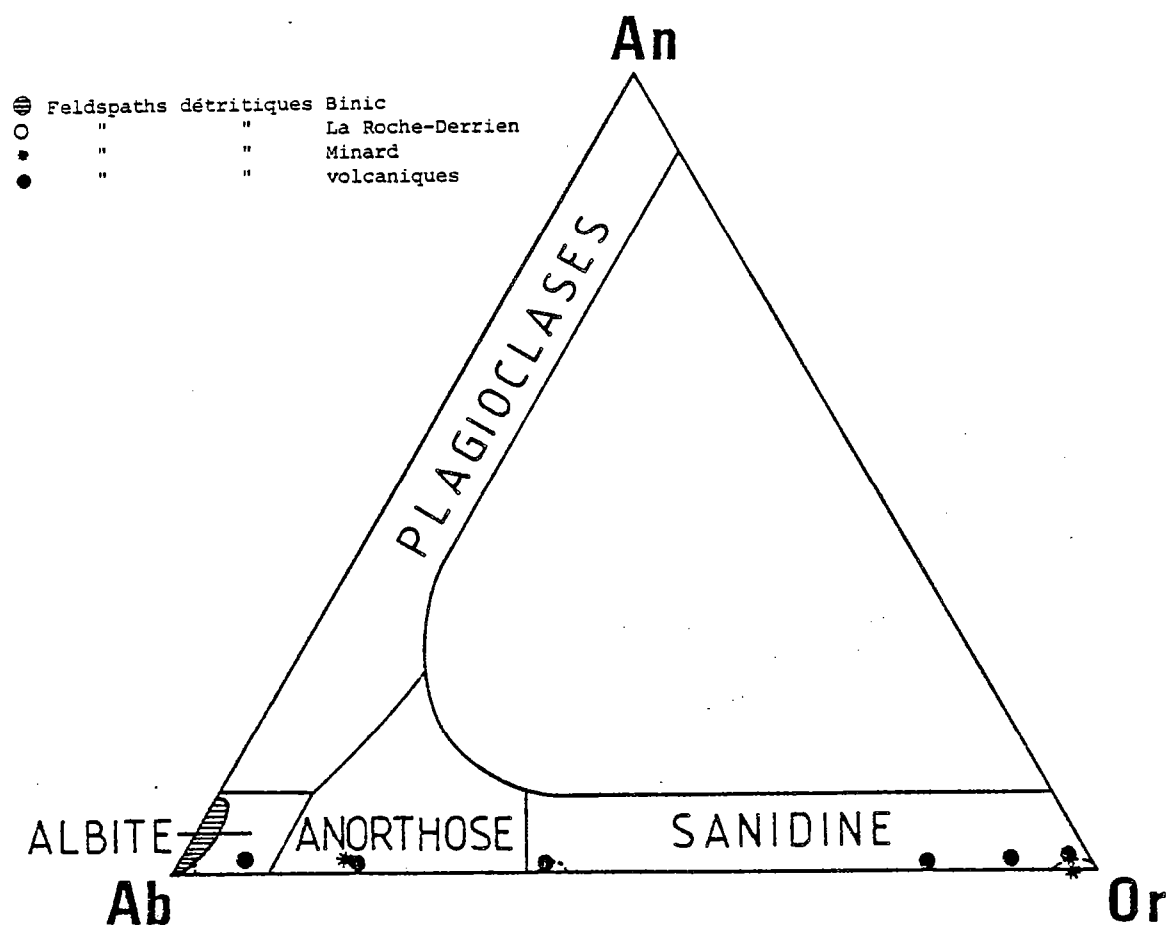 An
Feldspaths détritiques Binic
" " La Roche-Derrien
" " Minard
" " volcaniques
PLAGIOCLASES
ALBITE
ANORTHOSE
SANIDINE
Ab
Or